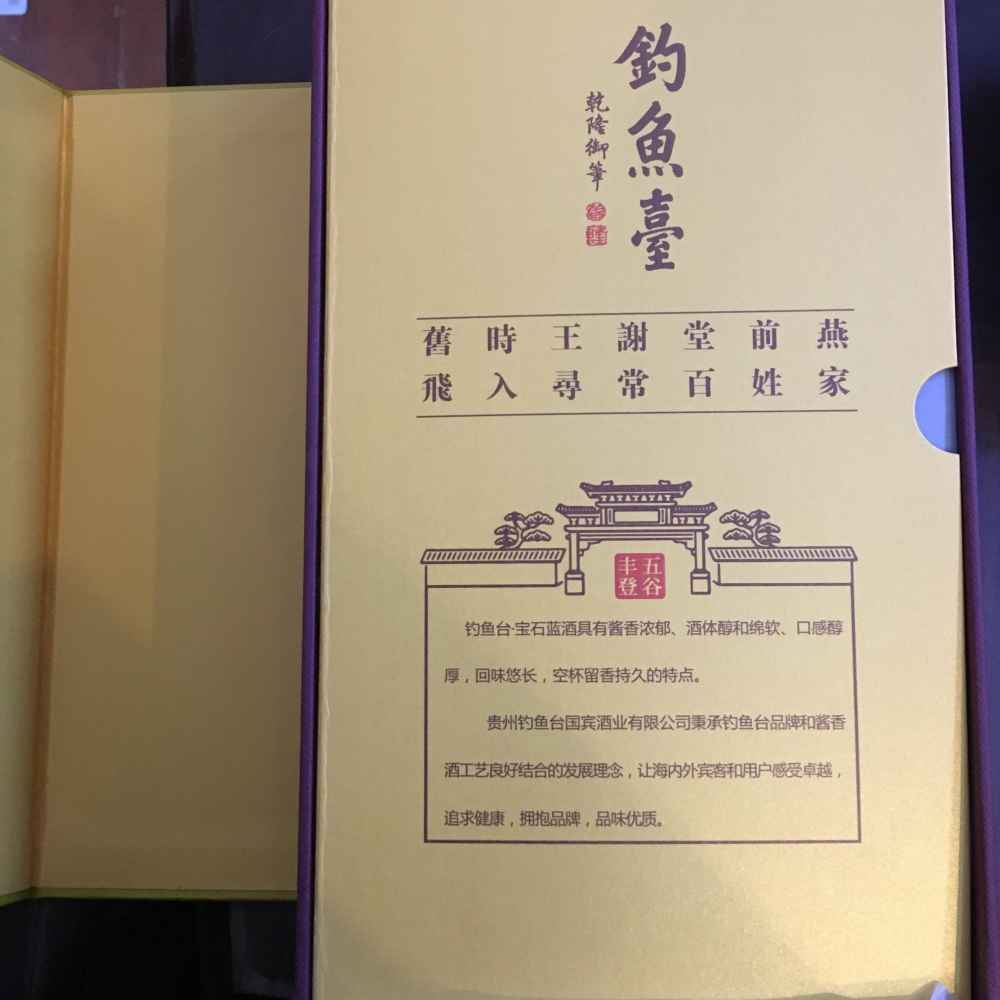 釣魚臺
乾隆御筆
舊時王謝堂前燕
飛入尋常百姓家
五谷
丰登
钓鱼台·宝石蓝酒具有酱香浓郁、酒体醇和绵软、口感醇
厚，回味悠长，空杯留香持久的特点。
贵州钓鱼台国宾酒业有限公司秉承钓鱼台品牌和酱香
酒工艺良好结合的发展理念，让海内外宾客和用户感受卓越，
追求健康，拥抱品牌，品味优质。